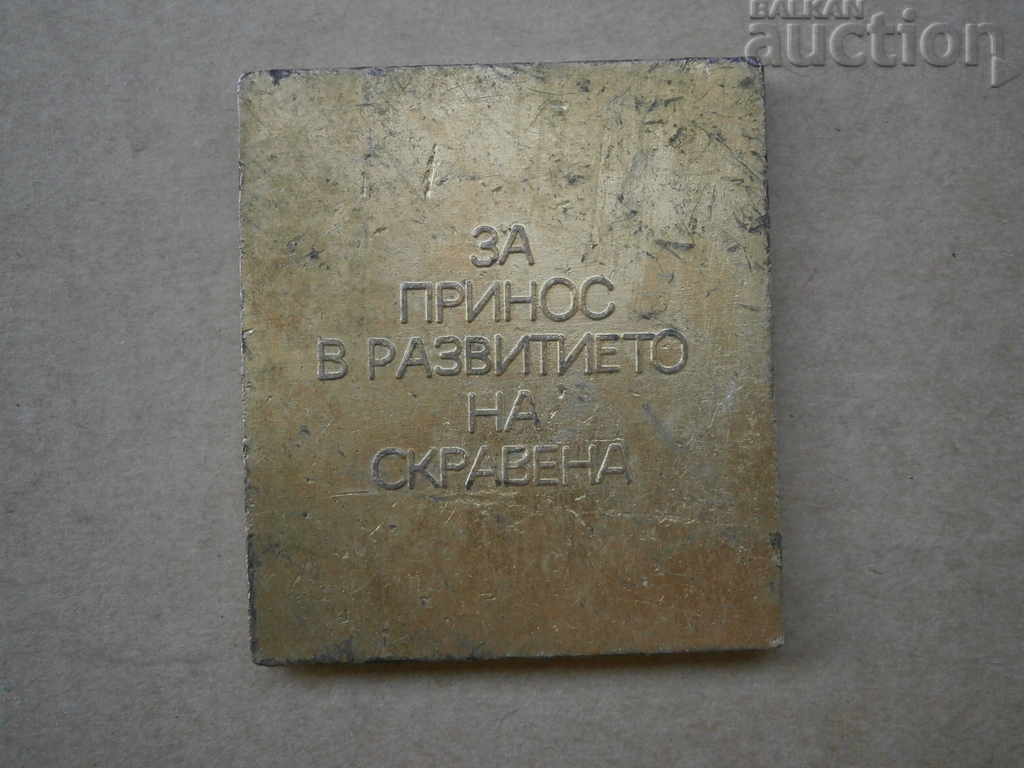 BALKAN
auction
ЗА
ПРИНОС
В РАЗВИТИЕТО
НА
СКРАВЕНА